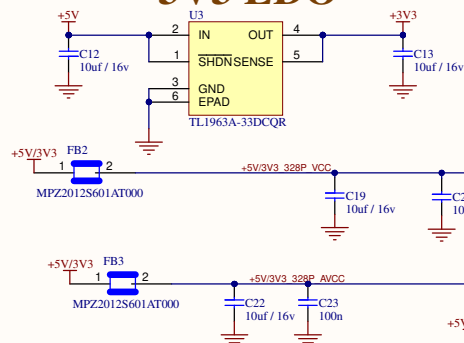 3V3 LDO
+5V
U3
+3V3
2 IN OUT 4
1 SHDN SENSE 5
3 GND
6 EPAD
C12
10uf / 16v
C13
10uf / 16v
TL1963A-33DCQR
+5V/3V3
FB2
1 2
MPZ2012S601AT000
+5V/3V3_328P_VCC
C19
10uf / 16v
+5V/3V3
FB3
1 2
MPZ2012S601AT000
+5V/3V3_328P_AVCC
C22
10uf / 16v
C23
100n